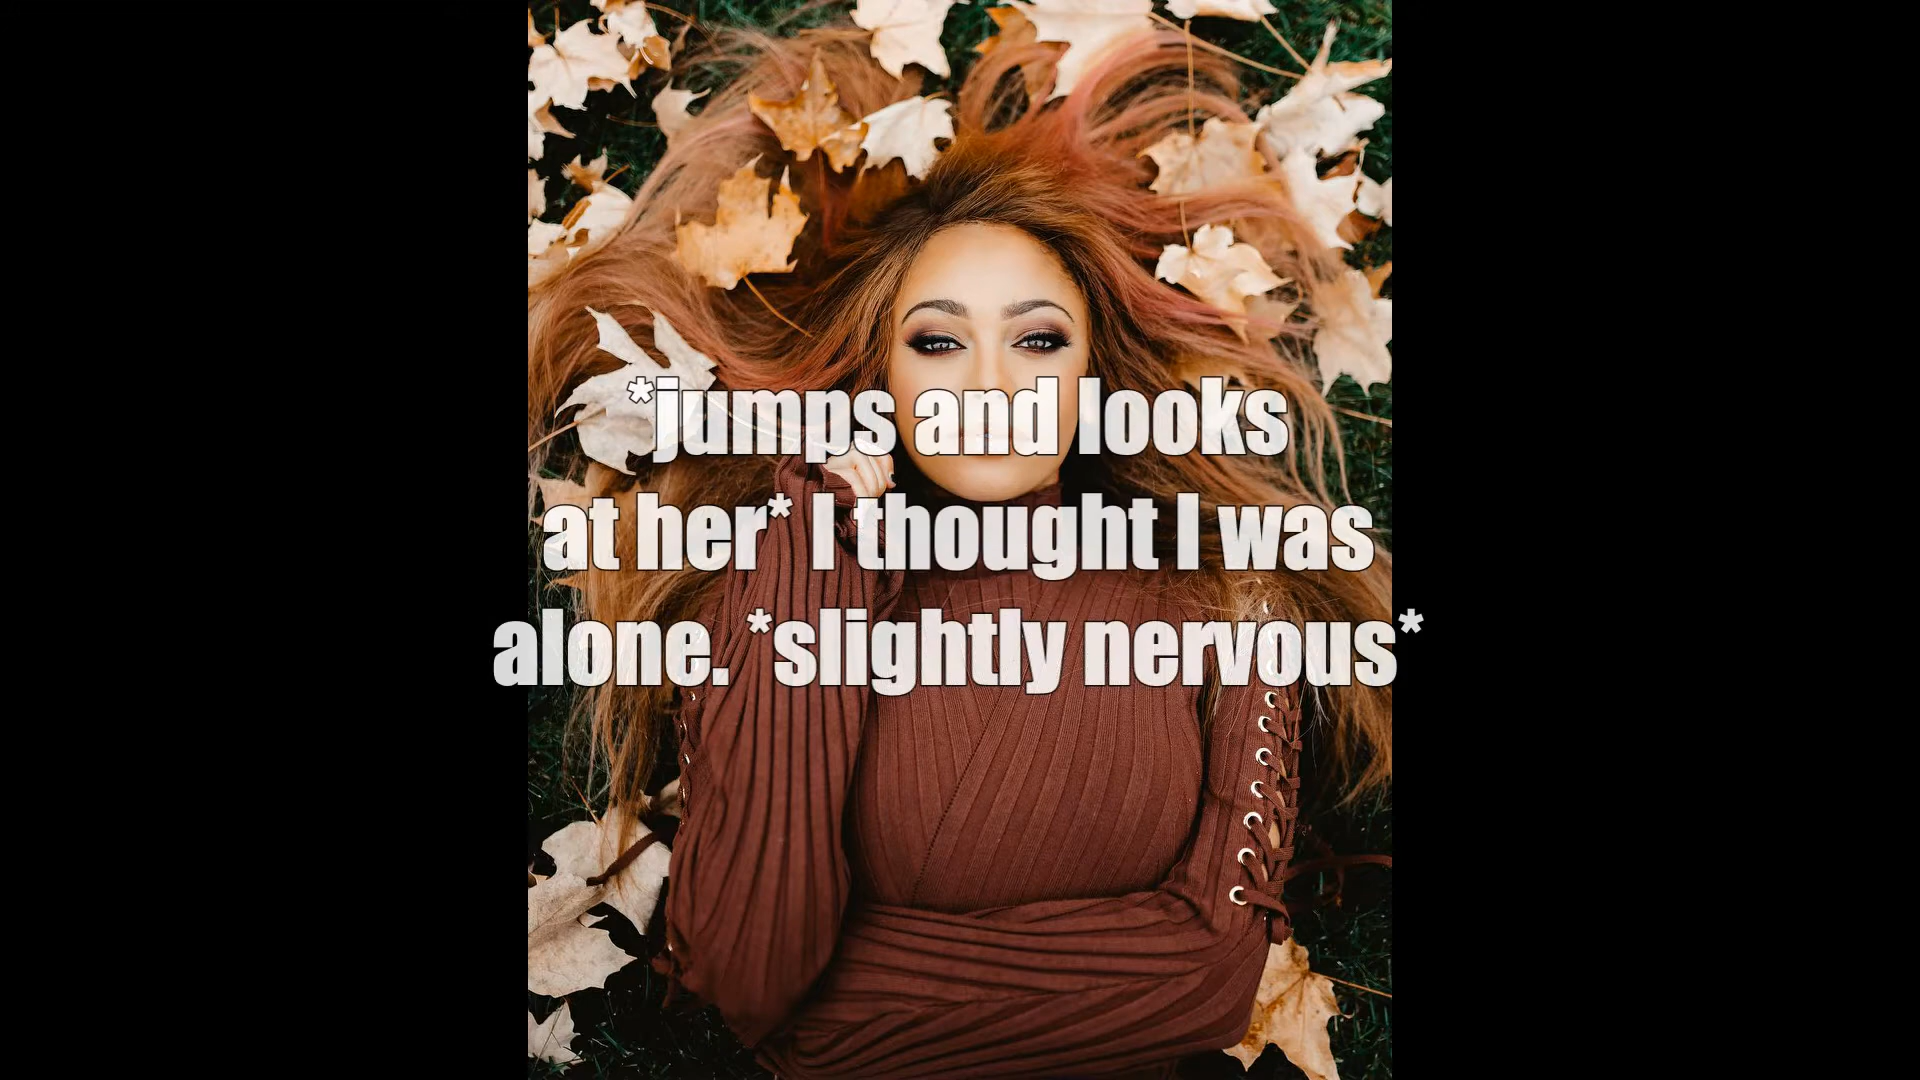 *jumps and looks
at her* I thought I was
alone. *slightly nervous*